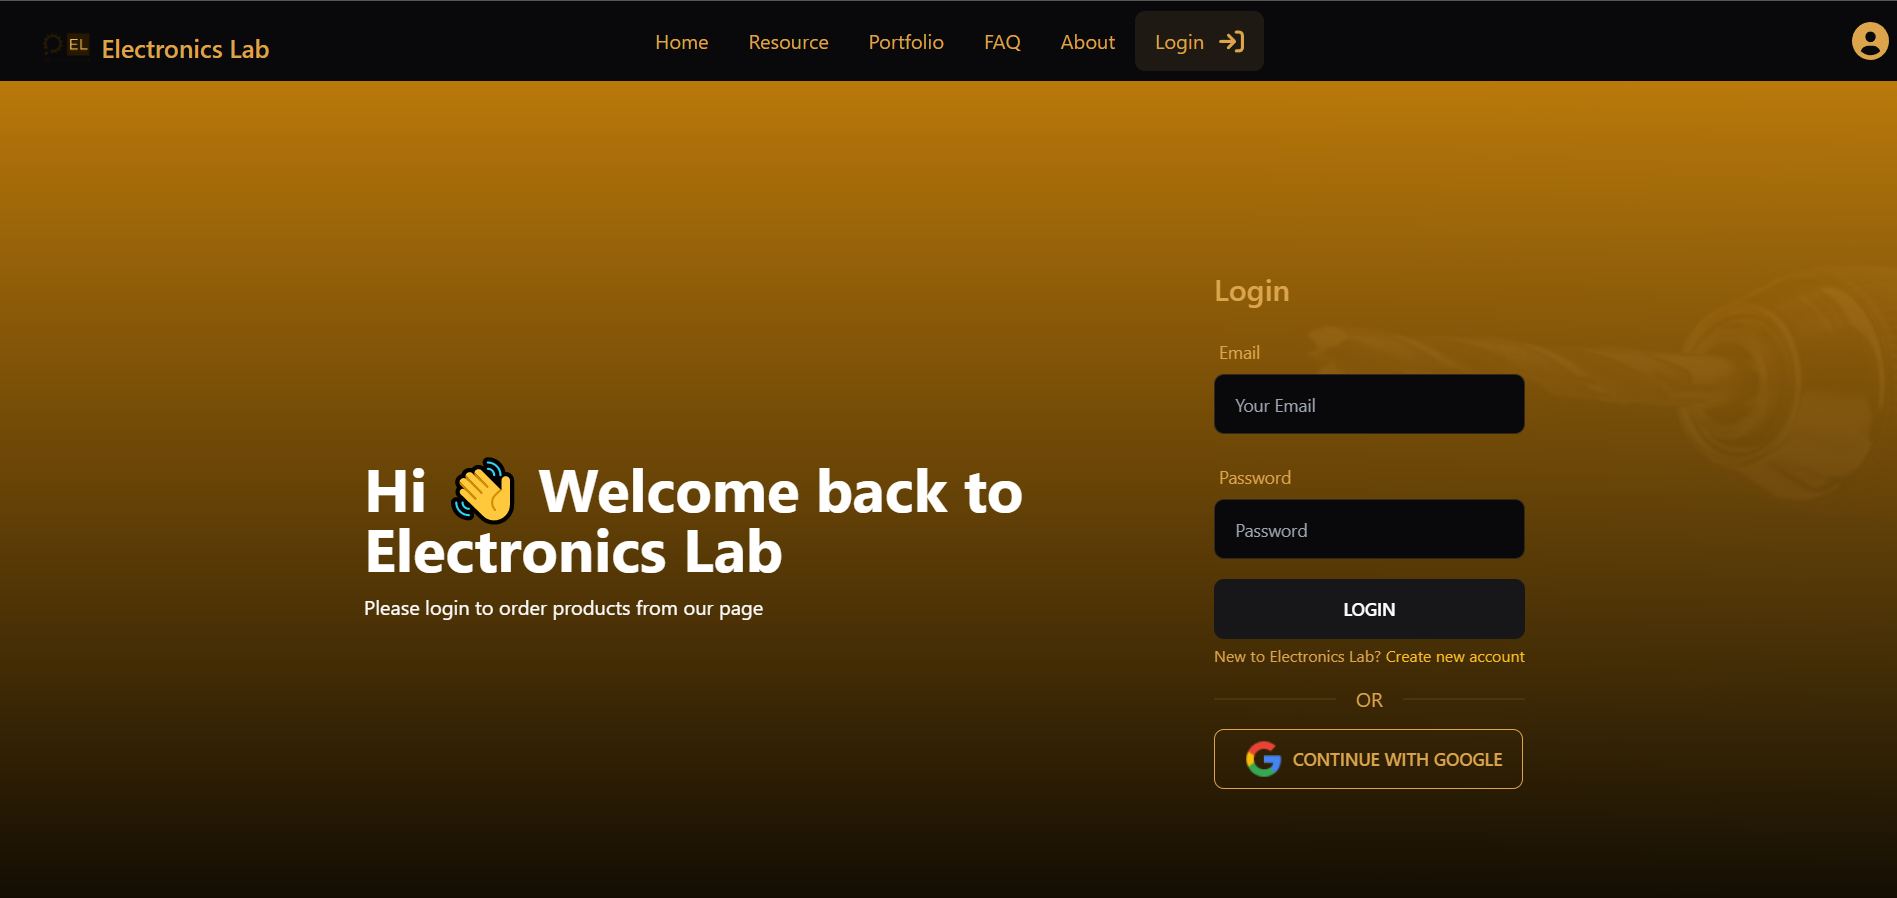 EL Electronics Lab
Home Resource Portfolio FAQ About Login
Login
Email
Your Email
Password
Password
LOGIN
New to Electronics Lab? Create new account
OR
CONTINUE WITH GOOGLE
Hi 👋 Welcome back to
Electronics Lab
Please login to order products from our page